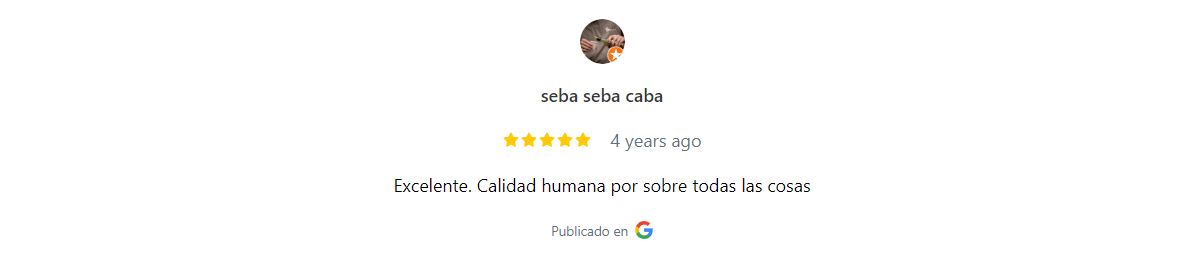 seba seba caba
4 years ago
Excelente. Calidad humana por sobre todas las cosas
Publicado en